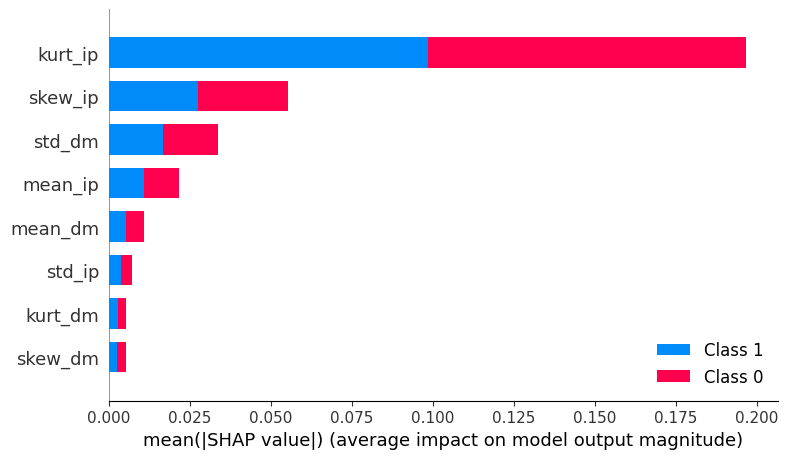 kurt_ip
skew_ip
std_dm
mean_ip
mean_dm
std_ip
kurt_dm
skew_dm
Class 1
Class 0
0.000 0.025 0.050 0.075 0.100 0.125 0.150 0.175 0.200
mean(|SHAP value|) (average impact on model output magnitude)